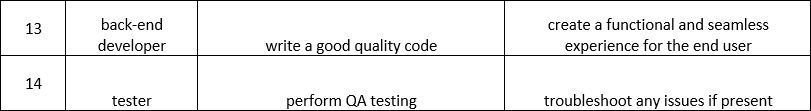 13
back-end
developer
write a good quality code
create a functional and seamless
experience for the end user
14
tester
perform QA testing
troubleshoot any issues if present